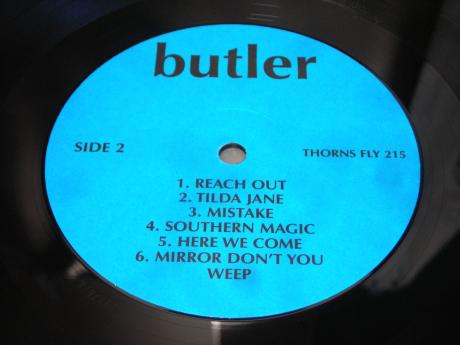 butler
SIDE 2
THORNS FLY 215
1. REACH OUT
2. TILDA JANE
3. MISTAKE
4. SOUTHERN MAGIC
5. HERE WE COME
6. MIRROR DON'T YOU
WEEP